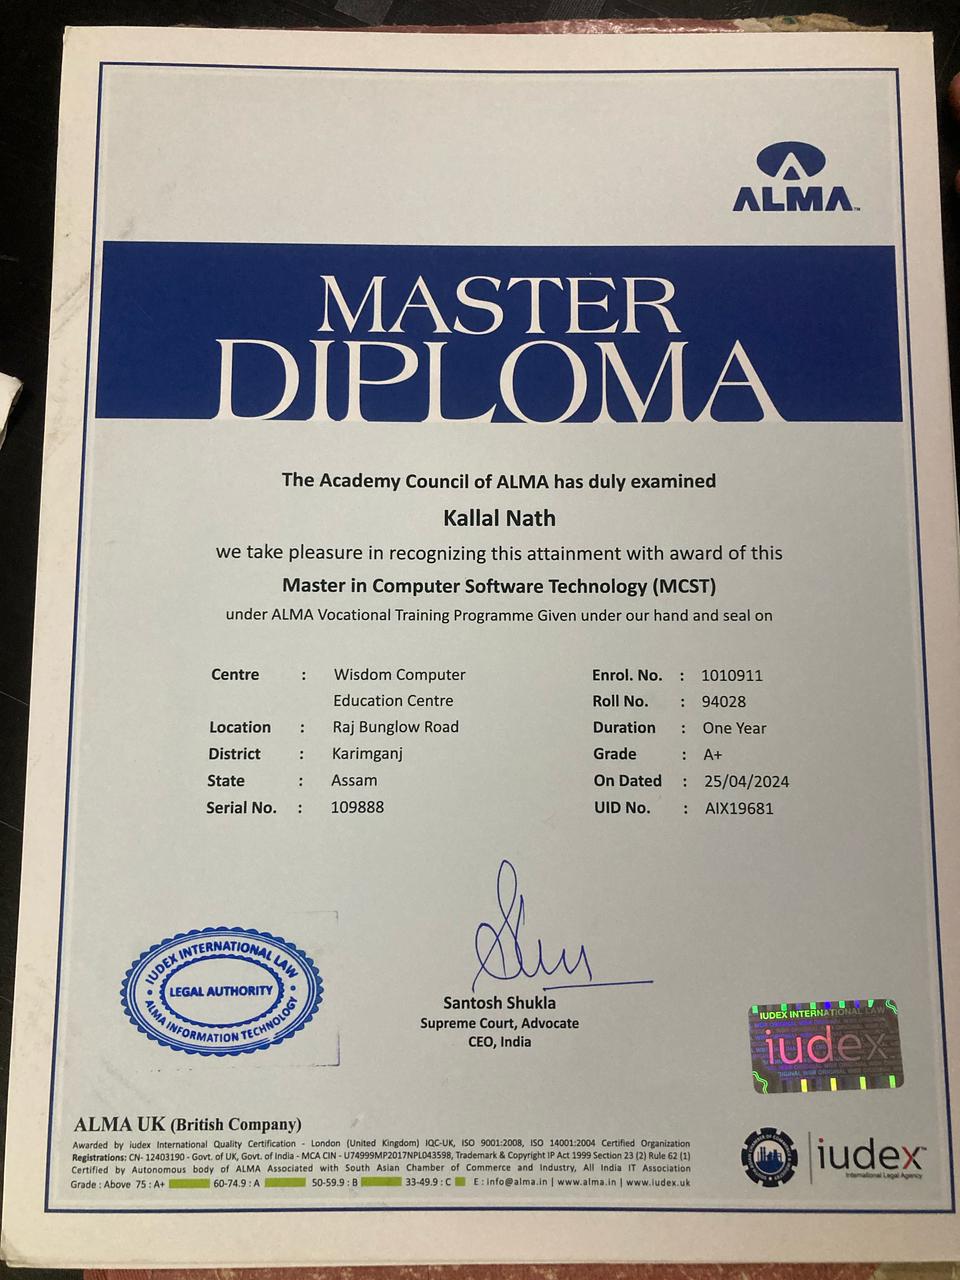 ALMA™
MASTER
DIPLOMA
The Academy Council of ALMA has duly examined
Kallal Nath
we take pleasure in recognizing this attainment with award of this
Master in Computer Software Technology (MCST)
under ALMA Vocational Training Programme Given under our hand and seal on
Centre : Wisdom Computer
Education Centre
Location : Raj Bunglow Road
District : Karimganj
State : Assam
Serial No. : 109888
Enrol. No. : 1010911
Roll No. : 94028
Duration : One Year
Grade : A+
On Dated : 25/04/2024
UID No. : AIX19681
IUDEX INTERNATIONAL LAW
LEGAL AUTHORITY
ALMA INFORMATION TECHNOLOGY
Santosh Shukla
Supreme Court, Advocate
CEO, India
IUDEX INTERNATIONAL LAW
iudex
ALMA UK (British Company)
Awarded by iudex International Quality Certification - London (United Kingdom) IQC-UK, ISO 9001:2008, ISO 14001:2004 Certified Organization
Registrations: CN- 12403190 - Govt. of UK, Govt. of India - MCA CIN - U74999MP2017NPL043598, Trademark & Copyright IP Act 1999 Section 23 (2) Rule 62 (1)
Certified by Autonomous body of ALMA Associated with South Asian Chamber of Commerce and Industry, All India IT Association
Grade : Above 75 : A+ 60-74.9 : A 50-59.9 : B 33-49.9 : C E : info@alma.in | www.alma.in | www.iudex.uk
iudex™
International Legal Agency